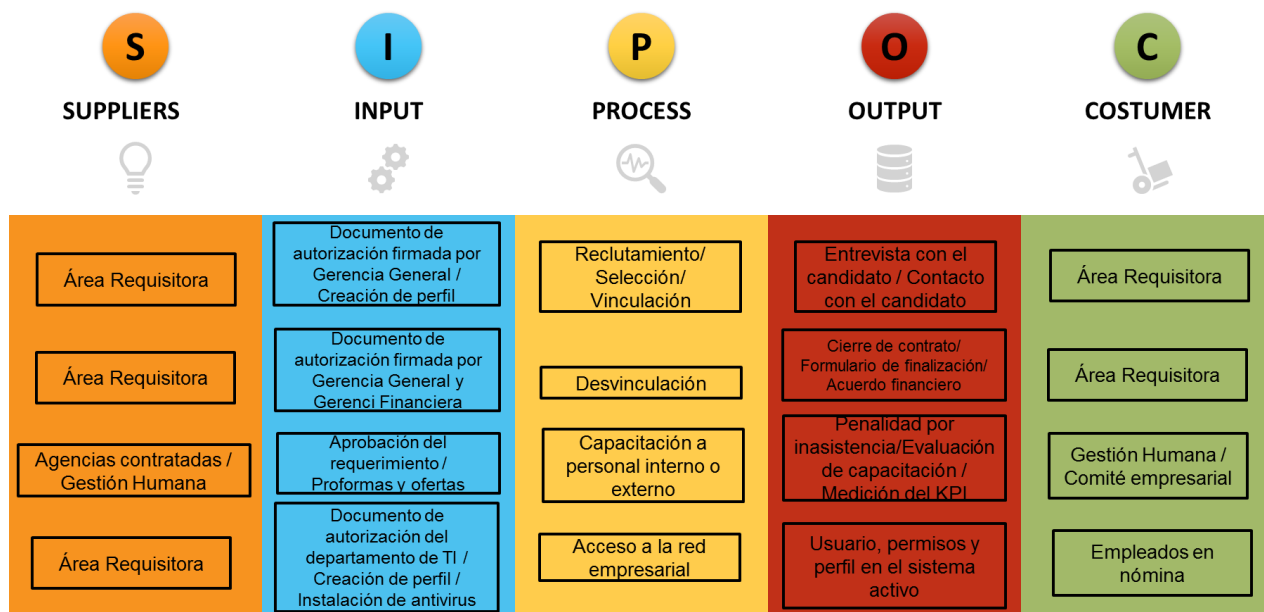 S
I
P
O
C
SUPPLIERS
INPUT
PROCESS
OUTPUT
COSTUMER
Área Requisitora
Documento de
autorización firmada por
Gerencia General /
Creación de perfil
Reclutamiento/
Selección/
Vinculación
Entrevista con el
candidato / Contacto
con el candidato
Área Requisitora
Área Requisitora
Documento de
autorización firmada por
Gerencia General y
Gerenci Financiera
Desvinculación
Cierre de contrato/
Formulario de finalización/
Acuerdo financiero
Área Requisitora
Agencias contratadas /
Gestión Humana
Aprobación del
requerimiento /
Proformas y ofertas
Capacitación a
personal interno o
externo
Penalidad por
inasistencia/Evaluación
de capacitación /
Medición del KPI
Gestión Humana /
Comité empresarial
Área Requisitora
Documento de
autorización del
departamento de TI /
Creación de perfil /
Instalación de antivirus
Acceso a la red
empresarial
Usuario, permisos y
perfil en el sistema
activo
Empleados en
nómina